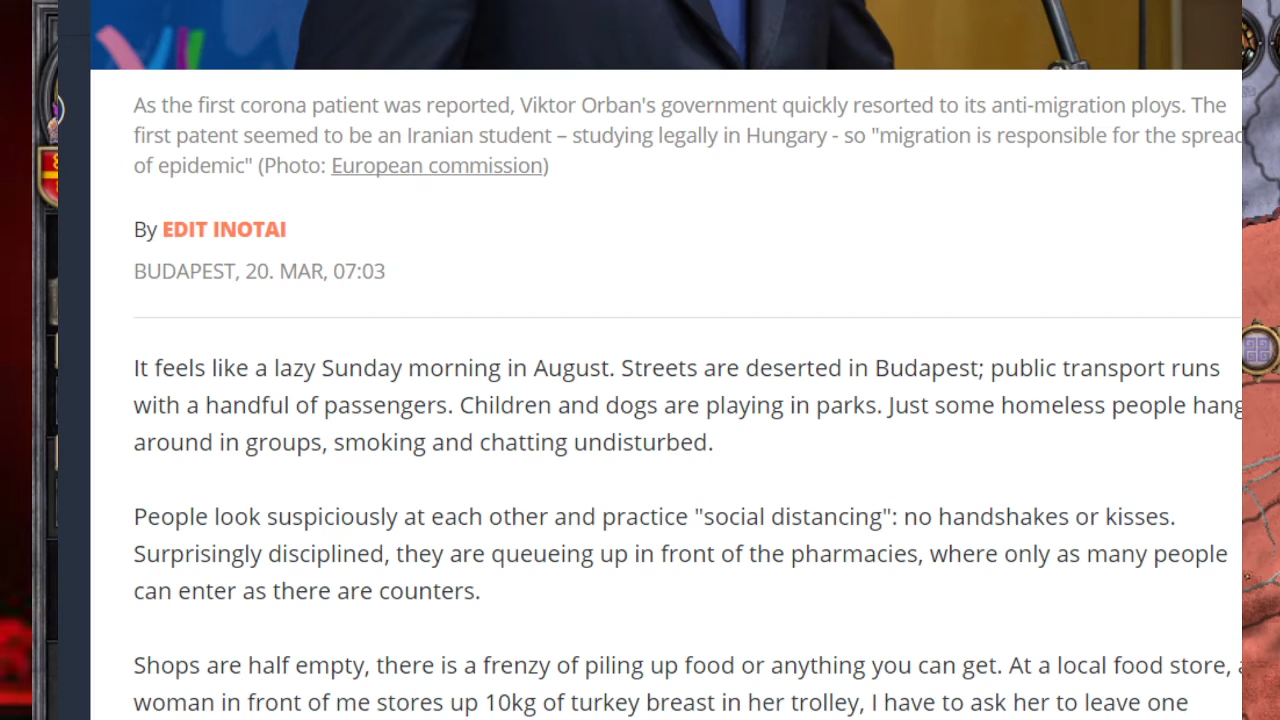 As the first corona patient was reported, Viktor Orban's government quickly resorted to its anti-migration ploys. The
first patent seemed to be an Iranian student – studying legally in Hungary - so "migration is responsible for the spread
of epidemic" (Photo: European commission)
By EDIT INOTAI
BUDAPEST, 20. MAR, 07:03
It feels like a lazy Sunday morning in August. Streets are deserted in Budapest; public transport runs
with a handful of passengers. Children and dogs are playing in parks. Just some homeless people hang
around in groups, smoking and chatting undisturbed.
People look suspiciously at each other and practice "social distancing": no handshakes or kisses.
Surprisingly disciplined, they are queueing up in front of the pharmacies, where only as many people
can enter as there are counters.
Shops are half empty, there is a frenzy of piling up food or anything you can get. At a local food store,
woman in front of me stores up 10kg of turkey breast in her trolley, I have to ask her to leave one